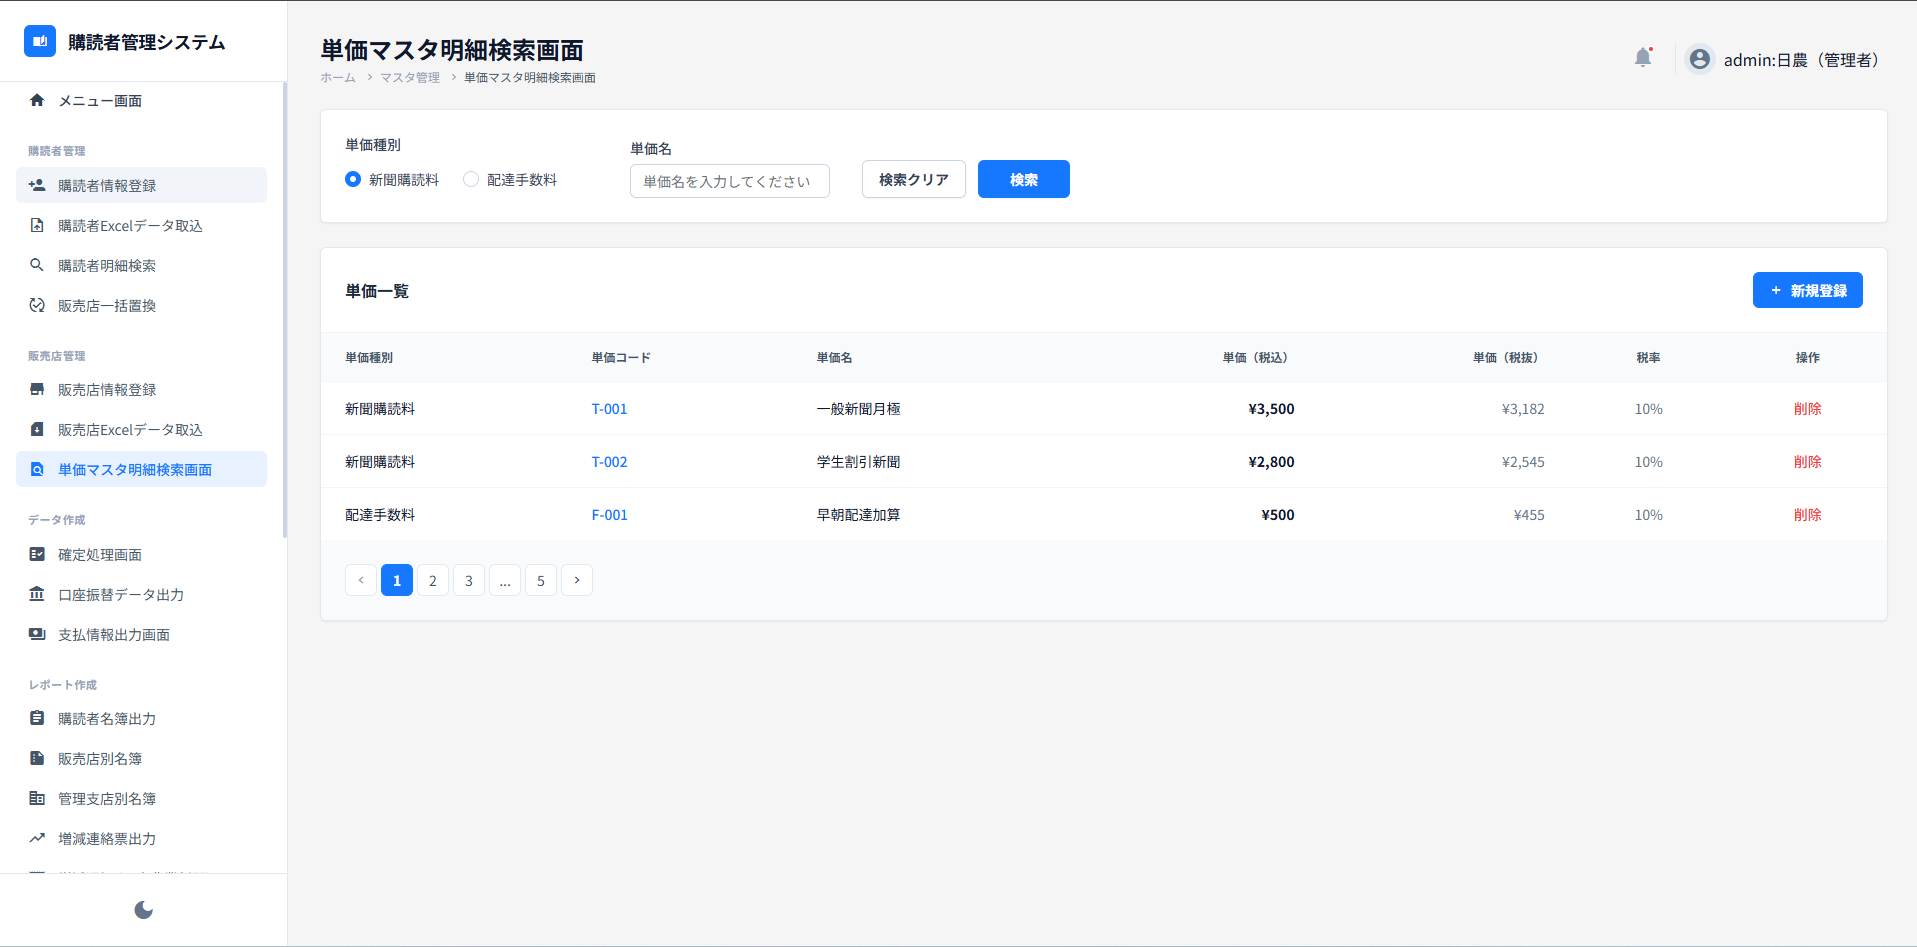 購読者管理システム
メニュー画面
購読者管理
購読者情報登録
購読者Excelデータ取込
購読者明細検索
販売店一括置換
販売店管理
販売店情報登録
販売店Excelデータ取込
単価マスタ明細検索画面
データ作成
確定処理画面
口座振替データ出力
支払情報出力画面
レポート作成
購読者名簿出力
販売店別名簿
管理支店別名簿
増減連絡票出力
単価マスタ明細検索画面
ホーム > マスタ管理 > 単価マスタ明細検索画面
admin:日農（管理者）
単価種別
新聞購読料 配達手数料
単価名
単価名を入力してください
検索クリア
検索
単価一覧
+ 新規登録
単価種別 単価コード 単価名 単価（税込） 単価（税抜） 税率 操作
新聞購読料 T-001 一般新聞月極 ¥3,500 ¥3,182 10% 削除
新聞購読料 T-002 学生割引新聞 ¥2,800 ¥2,545 10% 削除
配達手数料 F-001 早朝配達加算 ¥500 ¥455 10% 削除
‹ 1 2 3 ... 5 ›